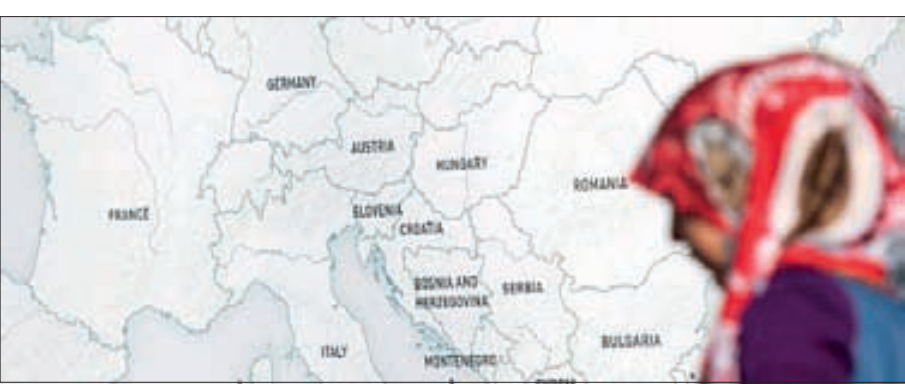 GERMANY
AUSTRIA
HUNGARY
ROMANIA
FRANCE
SLOVENIA
CROATIA
BOSNIA AND
HERZEGOVINA
SERBIA
ITALY
MONTENEGRO
BULGARIA